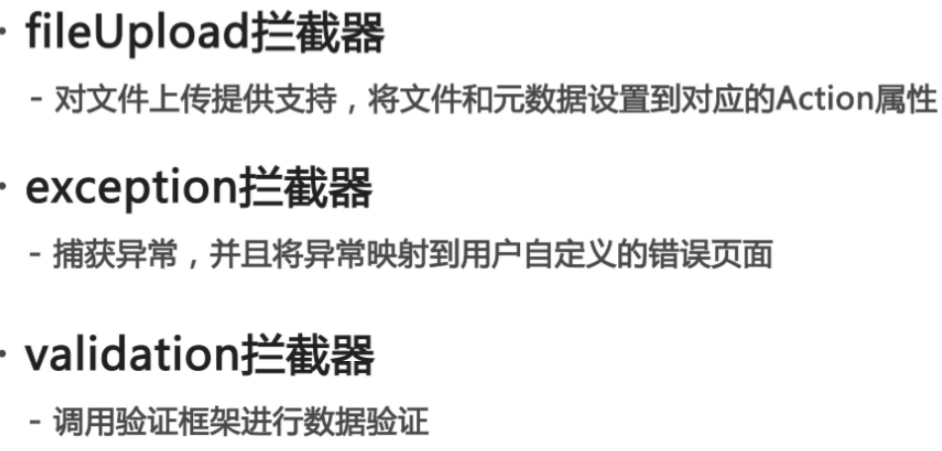 · fileUpload拦截器
- 对文件上传提供支持，将文件和元数据设置到对应的Action属性
· exception拦截器
- 捕获异常，并且将异常映射到用户自定义的错误页面
· validation拦截器
- 调用验证框架进行数据验证